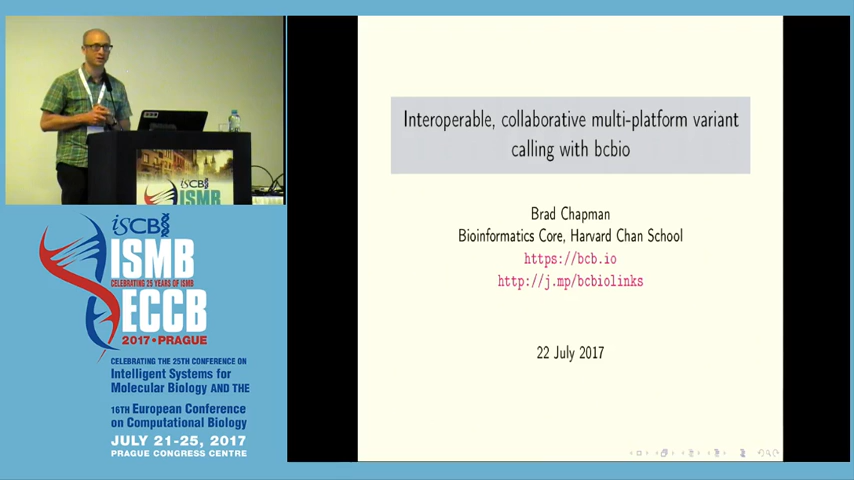 Interoperable, collaborative multi-platform variant
calling with bcbio
Brad Chapman
Bioinformatics Core, Harvard Chan School
https://bcb.io
http://j.mp/bcbiolinks
22 July 2017
iSCB
ISMB
iSCB
ISMB
CELEBRATING 25 YEARS OF ISMB
ECCB
2017 • PRAGUE
CELEBRATING THE 25TH CONFERENCE ON
Intelligent Systems for
Molecular Biology AND THE
16TH European Conference
on Computational Biology
JULY 21-25, 2017
PRAGUE CONGRESS CENTRE